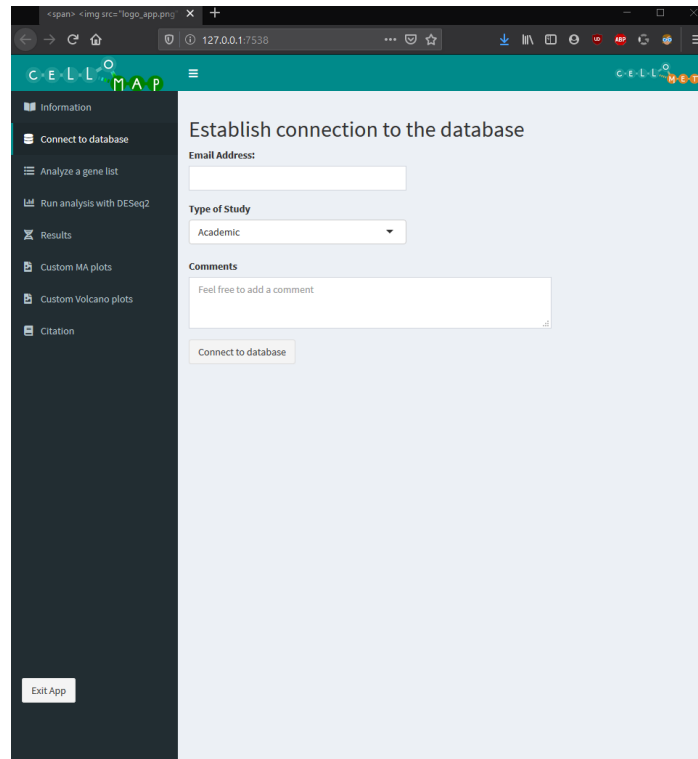 <span> <img src="logo_app.png"
127.0.0.1:7538
C-E-L-L-O
MAP
C-E-L-L-O
M-E-T
Information
Connect to database
Analyze a gene list
Run analysis with DESeq2
Results
Custom MA plots
Custom Volcano plots
Citation
Exit App
Establish connection to the database
Email Address:
Type of Study
Academic
Comments
Feel free to add a comment
Connect to database
UD
ABP